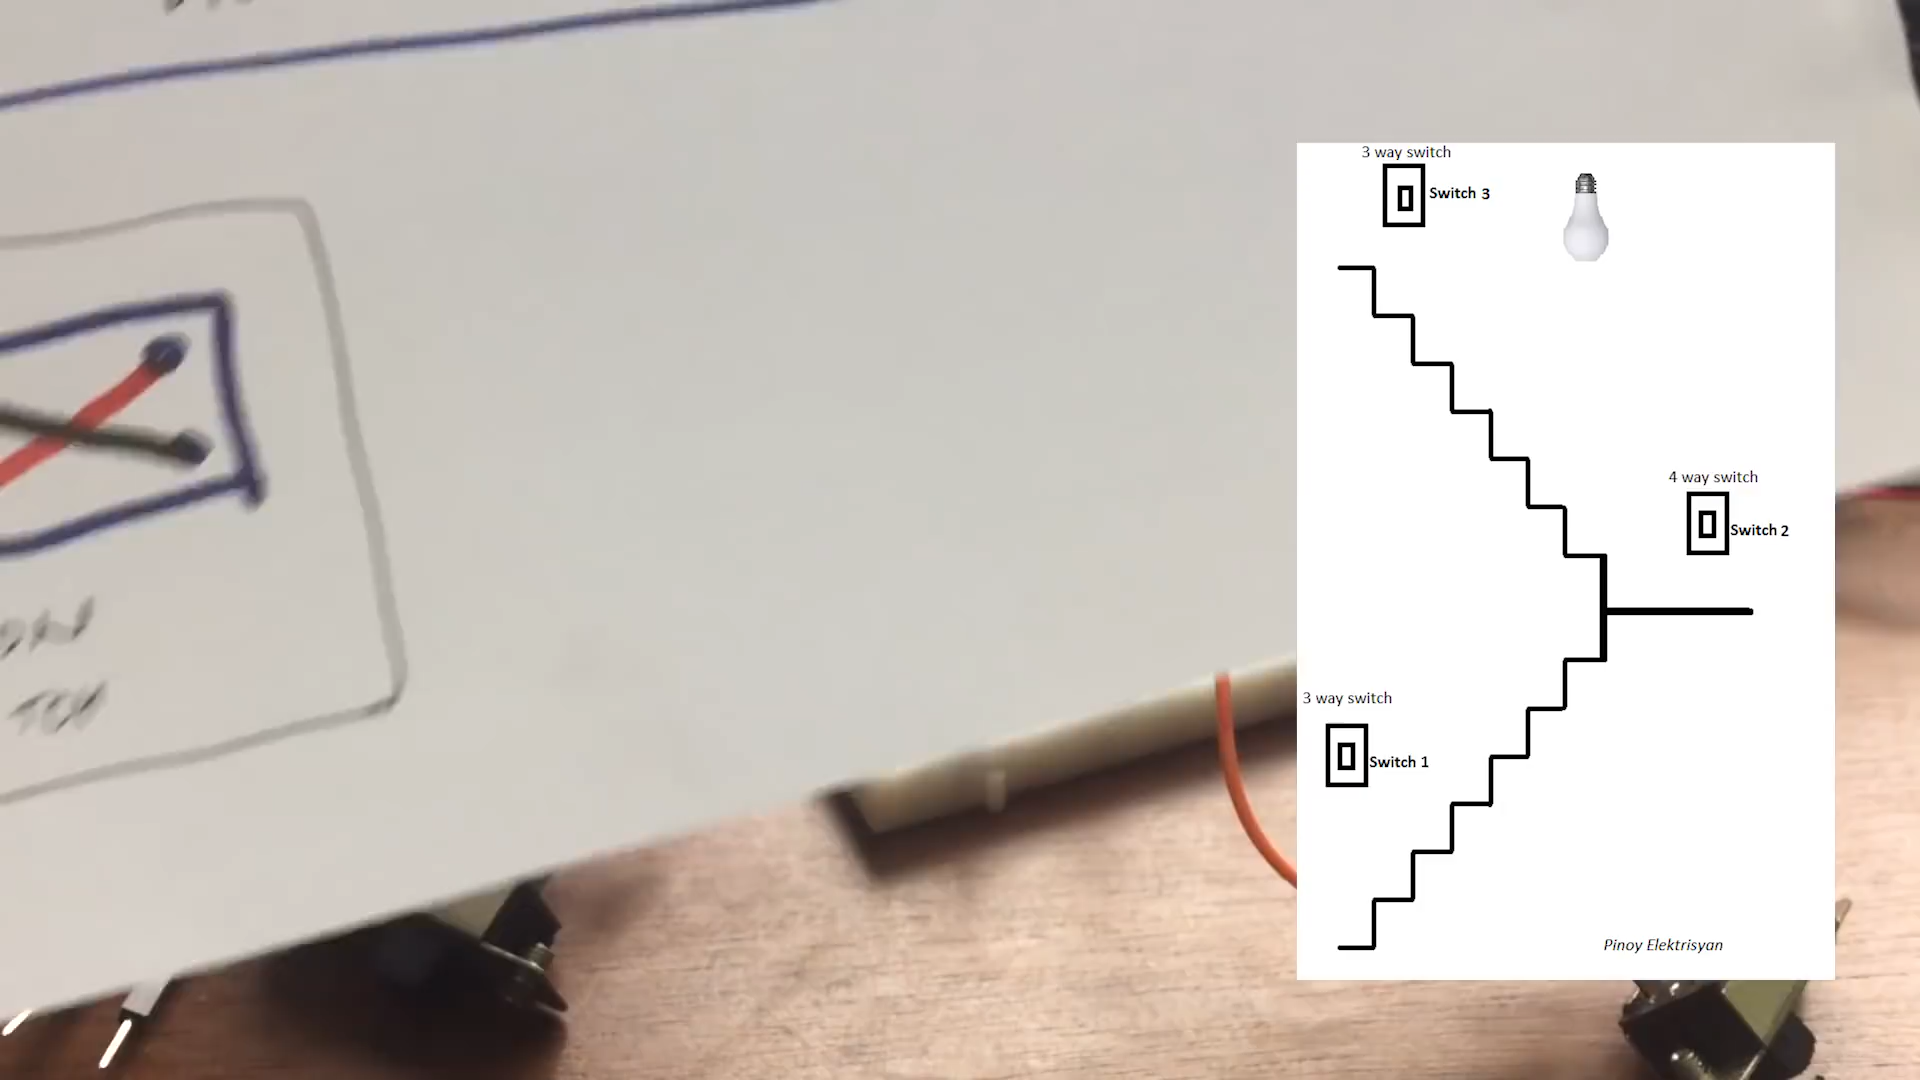 3 way switch
Switch 3
4 way switch
Switch 2
3 way switch
Switch 1
Pinoy Elektrisyan